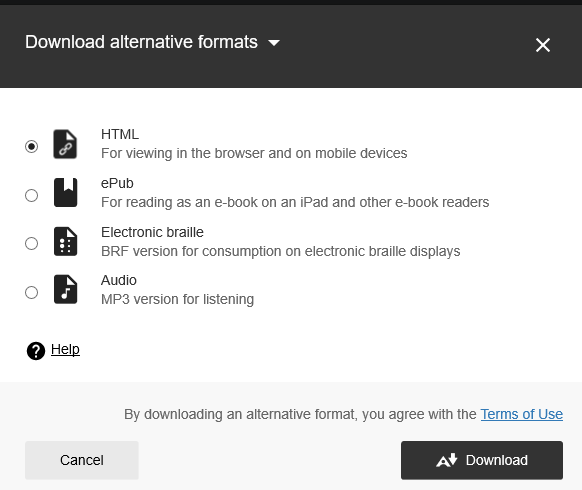 Download alternative formats
HTML
For viewing in the browser and on mobile devices
ePub
For reading as an e-book on an iPad and other e-book readers
Electronic braille
BRF version for consumption on electronic braille displays
Audio
MP3 version for listening
Help
By downloading an alternative format, you agree with the Terms of Use
Cancel
Download